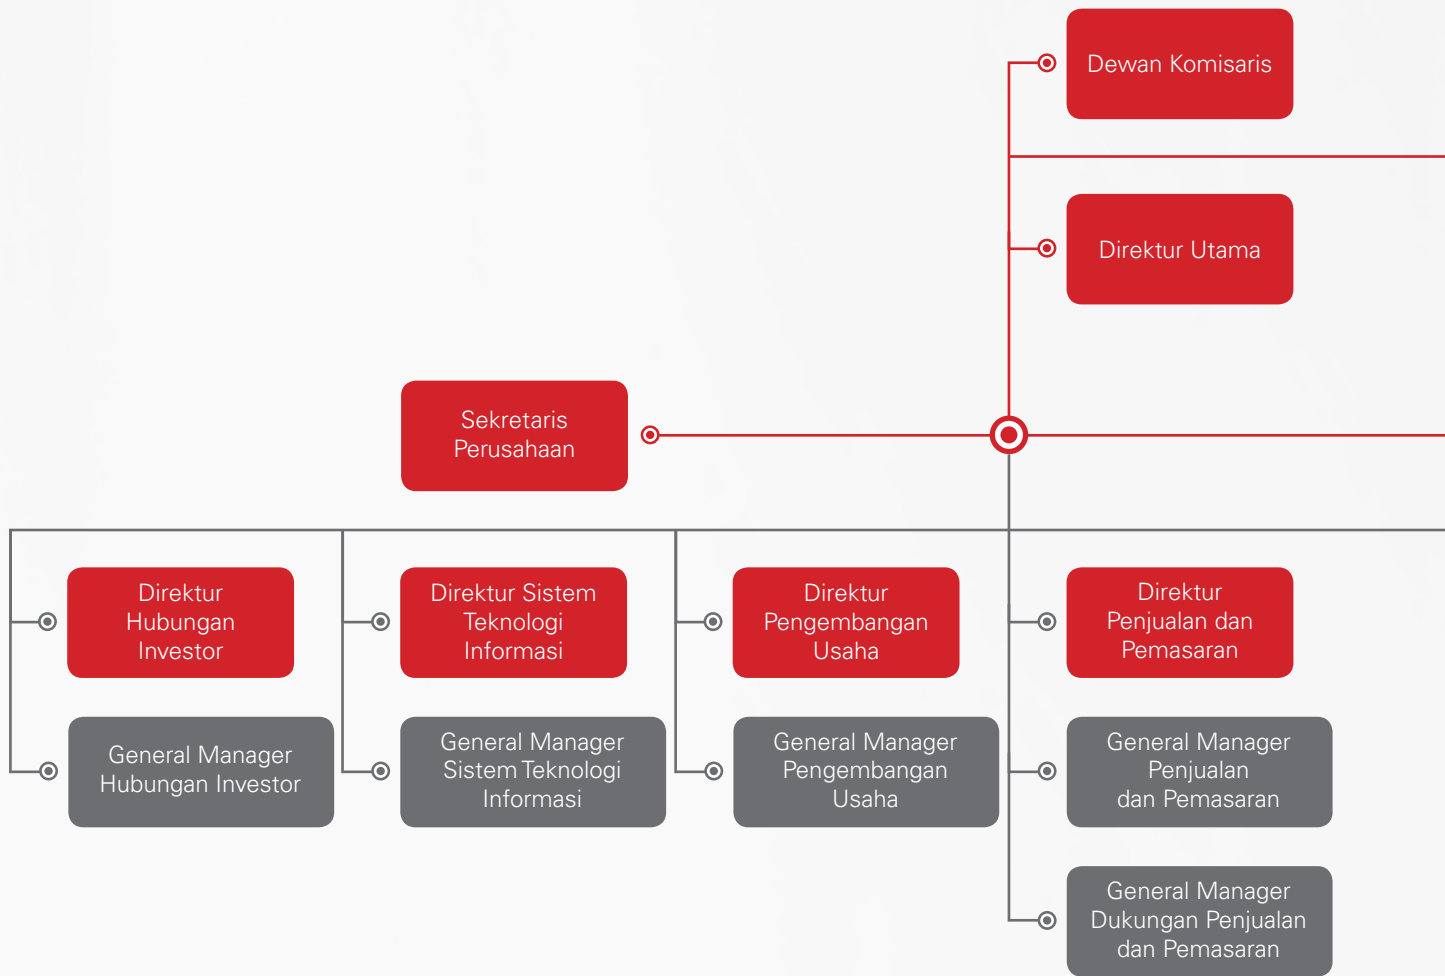 Dewan Komisaris
Direktur Utama
Sekretaris
Perusahaan
Direktur
Hubungan
Investor
Direktur Sistem
Teknologi
Informasi
Direktur
Pengembangan
Usaha
Direktur
Penjualan dan
Pemasaran
General Manager
Hubungan Investor
General Manager
Sistem Teknologi
Informasi
General Manager
Pengembangan
Usaha
General Manager
Penjualan
dan Pemasaran
General Manager
Dukungan Penjualan
dan Pemasaran